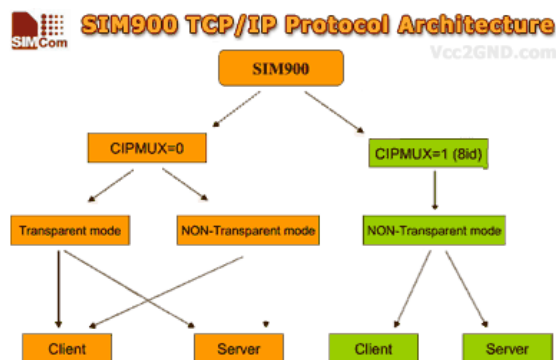 SIMCom
SIM900 TCP/IP Protocol Architecture
Vcc2GND.com
SIM900
CIPMUX=0
CIPMUX=1 (8id)
Transparent mode
NON-Transparent mode
NON-Transparent mode
Client
Server
Client
Server